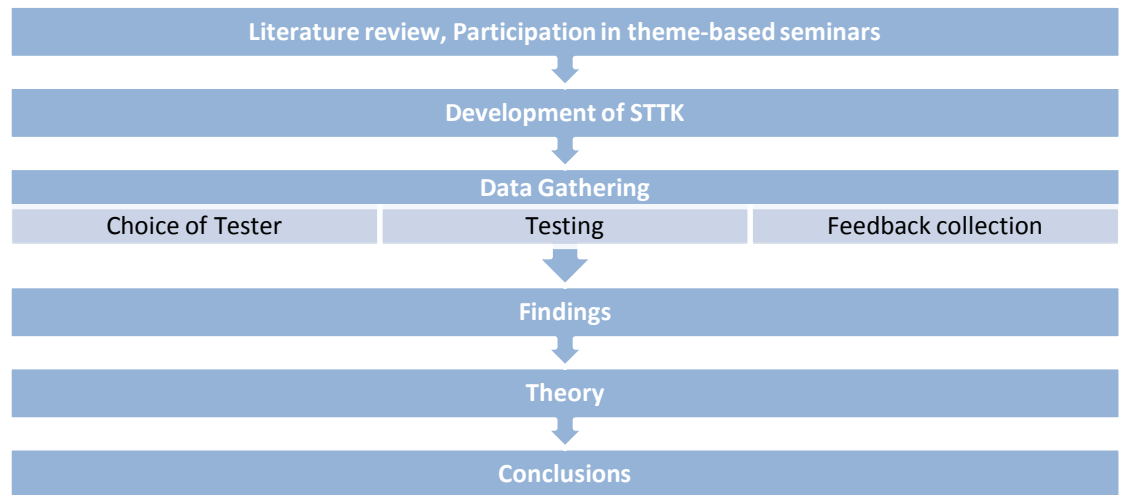 Literature review, Participation in theme-based seminars
Development of STTK
Data Gathering
Choice of Tester
Testing
Feedback collection
Findings
Theory
Conclusions